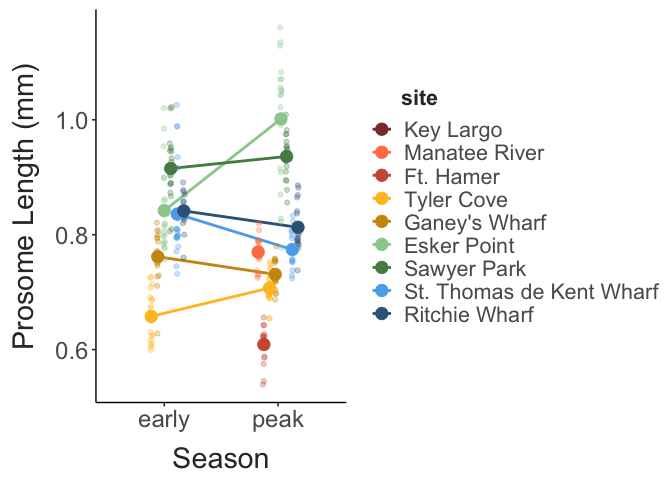 Prosome Length (mm)
1.0
0.8
0.6
early peak
Season
site
Key Largo
Manatee River
Ft. Hamer
Tyler Cove
Ganey's Wharf
Esker Point
Sawyer Park
St. Thomas de Kent Wharf
Ritchie Wharf